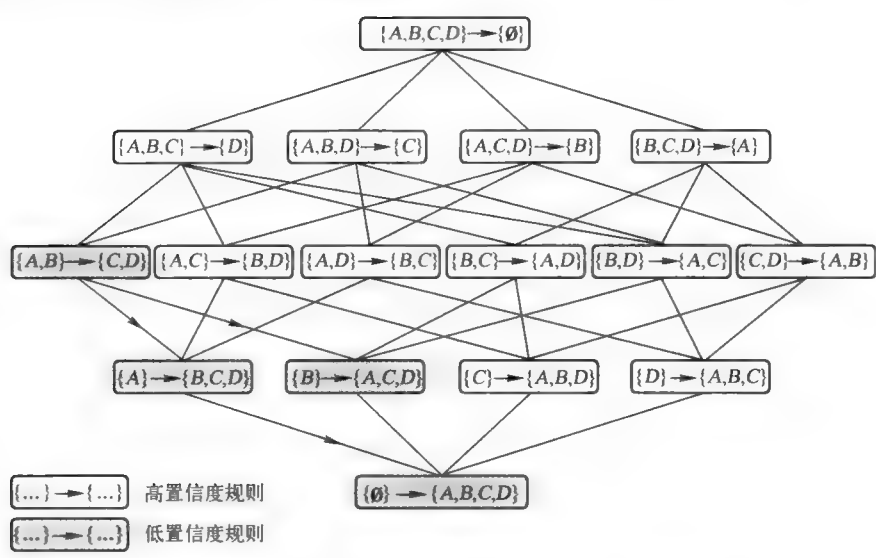 {A,B,C,D}→{Ø}
{A,B,C}→{D} {A,B,D}→{C} {A,C,D}→{B} {B,C,D}→{A}
{A,B}→{C,D} {A,C}→{B,D} {A,D}→{B,C} {B,C}→{A,D} {B,D}→{A,C} {C,D}→{A,B}
{A}→{B,C,D} {B}→{A,C,D} {C}→{A,B,D} {D}→{A,B,C}
{Ø}→{A,B,C,D}
{...}→{...} 高置信度规则
{...}→{...} 低置信度规则